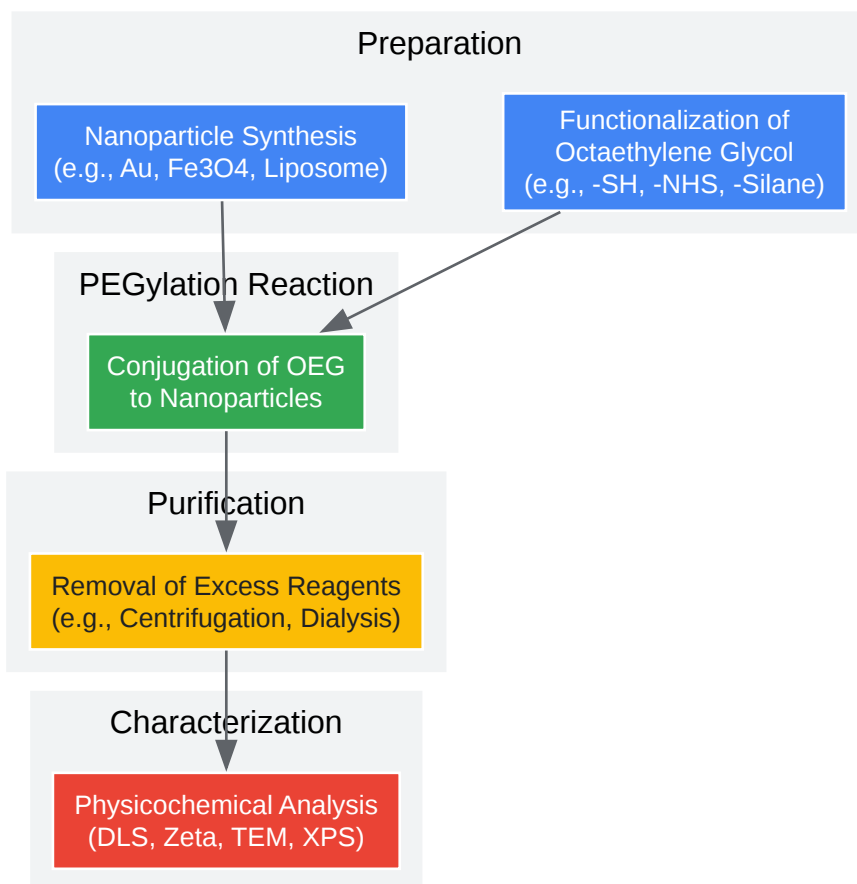 Preparation
Nanoparticle Synthesis
(e.g., Au, Fe3O4, Liposome)
Functionalization of
Octaethylene Glycol
(e.g., -SH, -NHS, -Silane)
PEGylation Reaction
Conjugation of OEG
to Nanoparticles
Purification
Removal of Excess Reagents
(e.g., Centrifugation, Dialysis)
Characterization
Physicochemical Analysis
(DLS, Zeta, TEM, XPS)